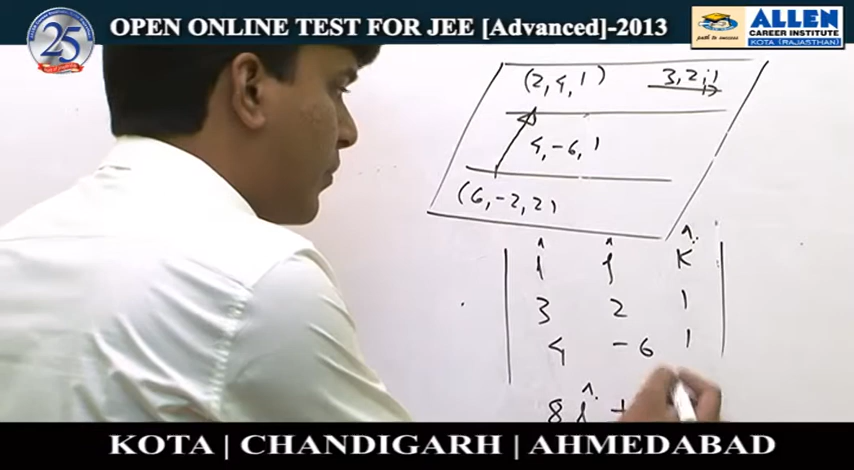 25
OPEN ONLINE TEST FOR JEE [Advanced]-2013
path to success
ALLEN
CAREER INSTITUTE
KOTA (RAJASTHAN)
(2, 4, 1) 3, 2, 1
4, -6, 1
(6, -2, 2)
î ĵ K̂
3 2 1
4 -6 1
8 î +
KOTA | CHANDIGARH | AHMEDABAD